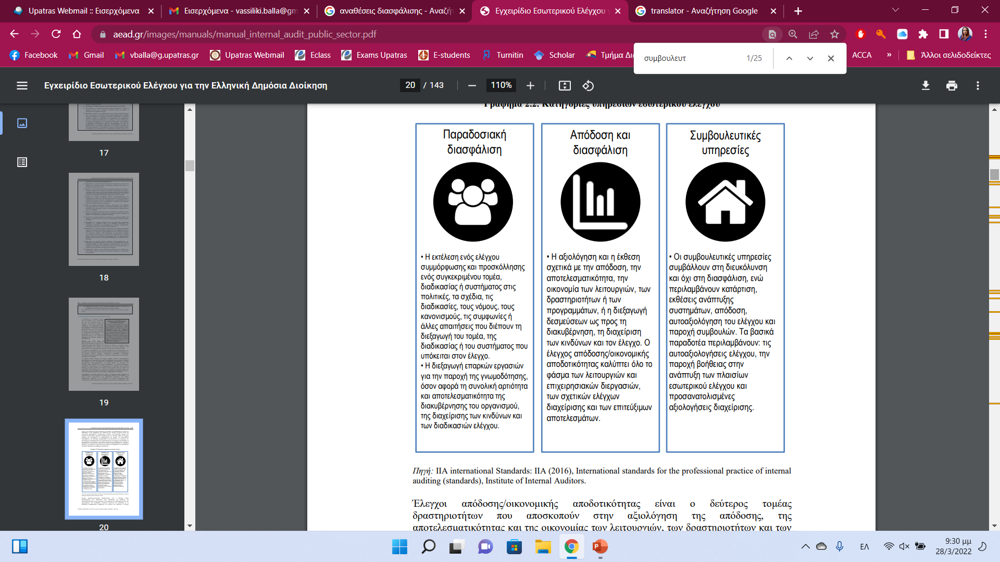 Upatras Webmail :: Εισερχόμενα
Εισερχόμενα - vassiliki.balla@gm
αναθέσεις διασφάλισης - Αναζήτ
Εγχειρίδιο Εσωτερικού Ελέγχου γ
translator - Αναζήτηση Google
aead.gr/images/manuals/manual_internal_audit_public_sector.pdf
Facebook
Gmail
vballa@g.upatras.gr
Upatras Webmail
Eclass
Exams Upatras
E-students
Turnitin
Scholar
Τμήμα Δι
ACCA
»
Άλλοι σελιδοδείκτες
συμβουλευτ
1/25
Εγχειρίδιο Εσωτερικού Ελέγχου για την Ελληνική Δημόσια Διοίκηση
20 / 143
110%
17
18
19
20
Γράφημα 2.2. Κατηγορίες υπηρεσιών εσωτερικού ελέγχου
Παραδοσιακή
διασφάλιση
• Η εκτέλεση ενός ελέγχου
συμμόρφωσης και προσκόλλησης
ενός συγκεκριμένου τομέα,
διαδικασίας ή συστήματος στις
πολιτικές, τα σχέδια, τις
διαδικασίες, τους νόμους, τους
κανονισμούς, τις συμφωνίες ή
άλλες απαιτήσεις που διέπουν τη
διεξαγωγή του τομέα, της
διαδικασίας ή του συστήματος που
υπόκειται στον έλεγχο.
• Η διεξαγωγή επαρκών εργασιών
για την παροχή της γνωμοδότησης,
όσον αφορά τη συνολική αρτιότητα
και αποτελεσματικότητα της
διακυβέρνησης του οργανισμού,
της διαχείρισης των κινδύνων και
των διαδικασιών ελέγχου.
Απόδοση και
διασφάλιση
• Η αξιολόγηση και η έκθεση
σχετικά με την απόδοση, την
αποτελεσματικότητα, την
οικονομία των λειτουργιών, των
δραστηριοτήτων ή των
προγραμμάτων, ή η διεξαγωγή
δεσμεύσεων ως προς τη
διακυβέρνηση, τη διαχείριση
των κινδύνων και τον έλεγχο. Ο
έλεγχος απόδοσης/οικονομικής
αποδοτικότητας καλύπτει όλο το
φάσμα των λειτουργιών και
επιχειρησιακών διεργασιών,
των σχετικών ελέγχων
διαχείρισης και των επιτεύξιμων
αποτελεσμάτων.
Συμβουλευτικές
υπηρεσίες
• Οι συμβουλευτικές υπηρεσίες
συμβάλλουν στη διευκόλυνση
και όχι στη διασφάλιση, ενώ
περιλαμβάνουν κατάρτιση,
εκθέσεις ανάπτυξης
συστημάτων, απόδοση,
αυτοαξιολόγηση του ελέγχου και
παροχή συμβουλών. Τα βασικά
παραδοτέα περιλαμβάνουν: τις
αυτοαξιολογήσεις ελέγχου, την
παροχή βοήθειας στην
ανάπτυξη των πλαισίων
εσωτερικού ελέγχου και
προσανατολισμένες
αξιολογήσεις διαχείρισης.
Πηγή: IIA international Standards: IIA (2016), International standards for the professional practice of internal
auditing (standards), Institute of Internal Auditors.
Έλεγχοι απόδοσης/οικονομικής αποδοτικότητας είναι ο δεύτερος τομέας
δραστηριοτήτων που αποσκοπούν στην αξιολόγηση της απόδοσης, της
αποτελεσματικότητας και της οικονομίας των λειτουργιών, των δραστηριοτήτων και των
ΕΛ
9:30 μμ
28/3/2022